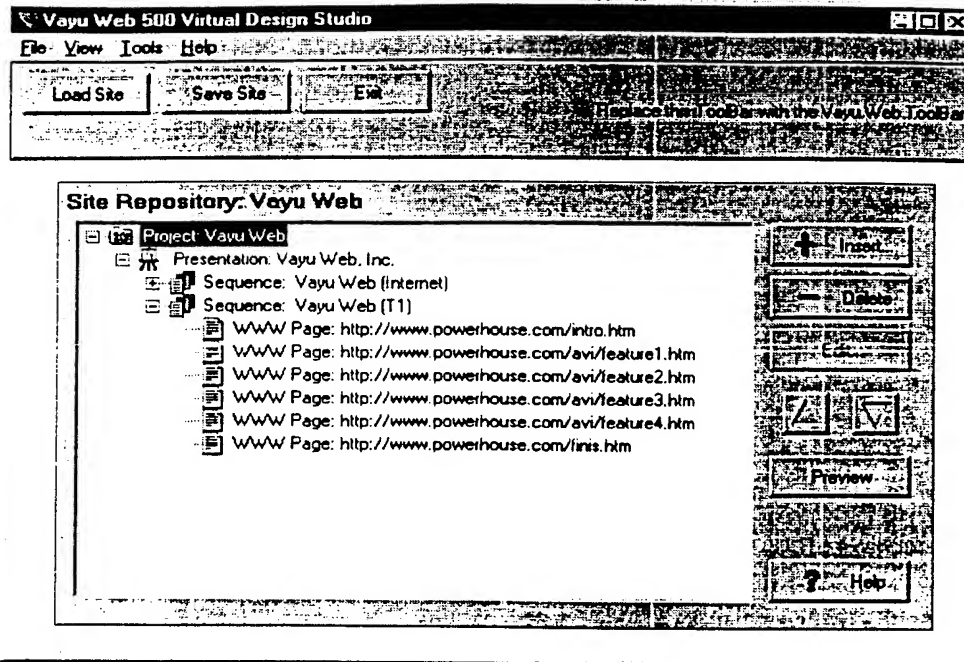 Vayu Web 500 Virtual Design Studio
File View Tools Help
Load Site Save Site Exit
Replace then ToolBar with the Vayu Web ToolBar
Site Repository: Vayu Web
Project: Vayu Web
Presentation: Vayu Web, Inc.
Sequence: Vayu Web (Internet)
Sequence: Vayu Web (T1)
WWW Page: http://www.powerhouse.com/intro.htm
WWW Page: http://www.powerhouse.com/avi/feature1.htm
WWW Page: http://www.powerhouse.com/avi/feature2.htm
WWW Page: http://www.powerhouse.com/avi/feature3.htm
WWW Page: http://www.powerhouse.com/avi/feature4.htm
WWW Page: http://www.powerhouse.com/finis.htm
Insert
Delete
Edit
Preview
? Help